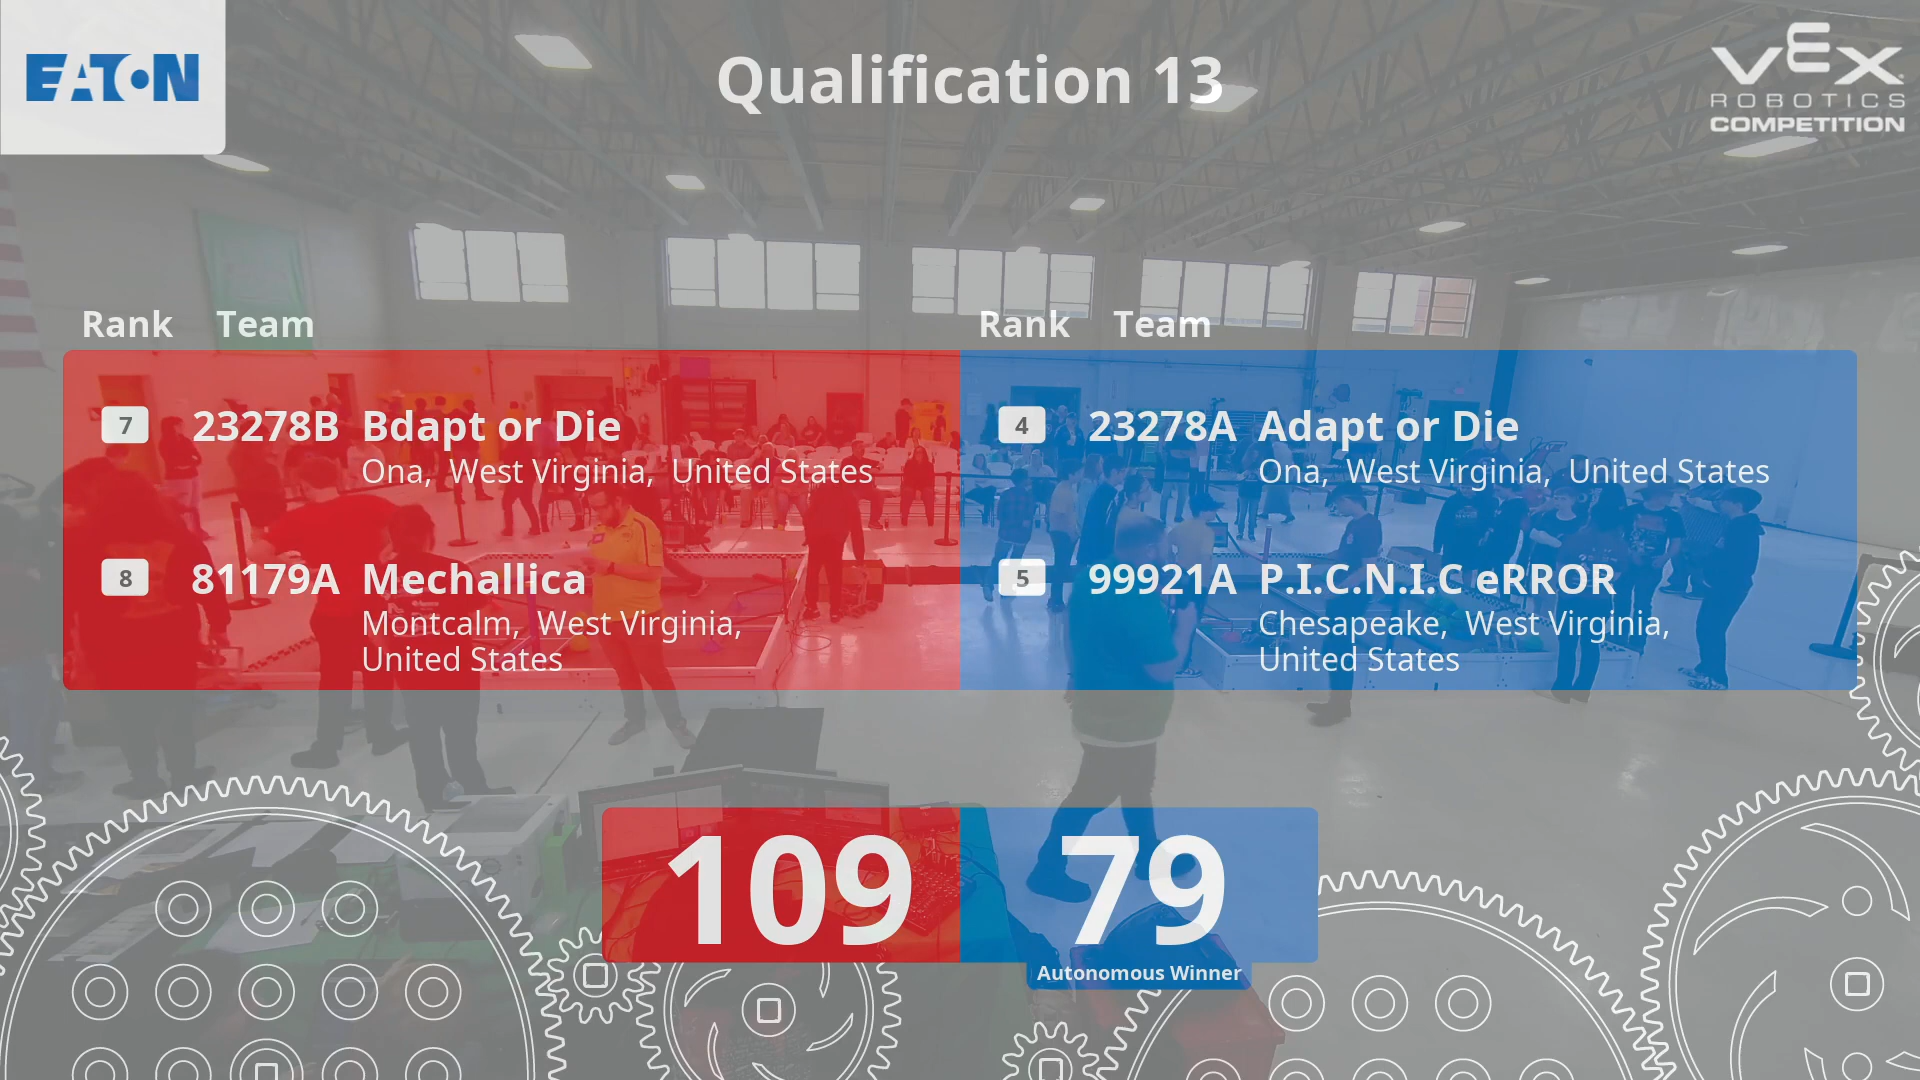 EATON
Qualification 13
VEX
ROBOTICS
COMPETITION
Rank Team
7 23278B Bdapt or Die
Ona, West Virginia, United States
8 81179A Mechallica
Montcalm, West Virginia,
United States
Rank Team
4 23278A Adapt or Die
Ona, West Virginia, United States
5 99921A P.I.C.N.I.C eRROR
Chesapeake, West Virginia,
United States
109 79
Autonomous Winner